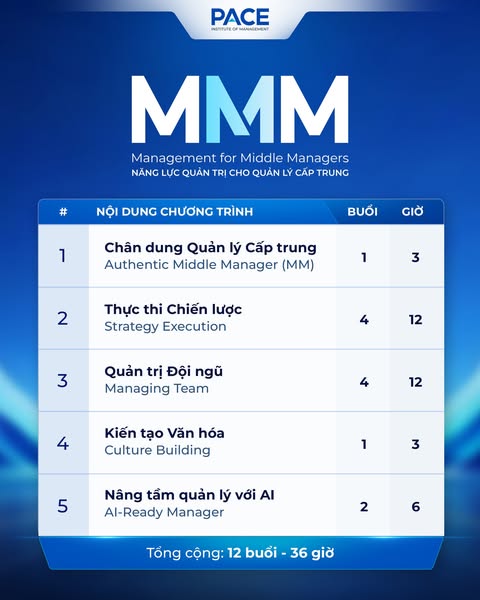 PACE
INSTITUTE OF MANAGEMENT
MMM
Management for Middle Managers
NĂNG LỰC QUẢN TRỊ CHO QUẢN LÝ CẤP TRUNG
# NỘI DUNG CHƯƠNG TRÌNH BUỔI GIỜ
1 Chân dung Quản lý Cấp trung 1 3
Authentic Middle Manager (MM)
2 Thực thi Chiến lược 4 12
Strategy Execution
3 Quản trị Đội ngũ 4 12
Managing Team
4 Kiến tạo Văn hóa 1 3
Culture Building
5 Nâng tầm quản lý với AI 2 6
AI-Ready Manager
Tổng cộng: 12 buổi - 36 giờ